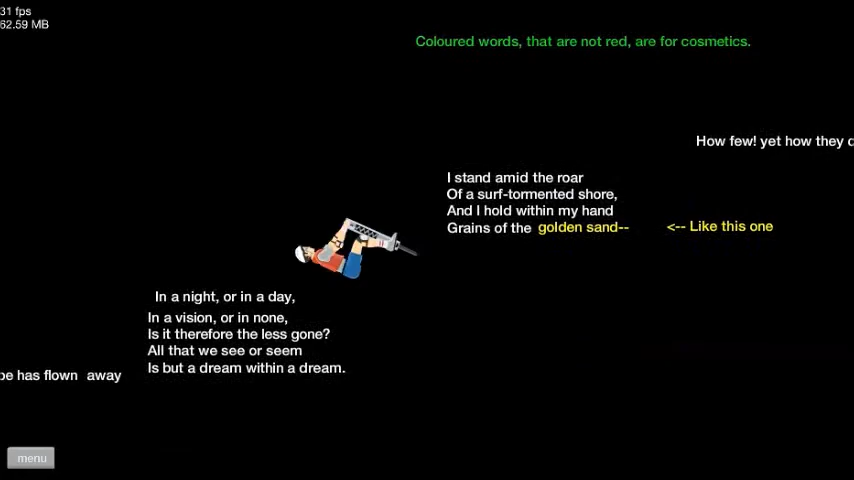 31 fps
62.59 MB
Coloured words, that are not red, are for cosmetics.
How few! yet how they
I stand amid the roar
Of a surf-tormented shore,
And I hold within my hand
Grains of the golden sand-- <-- Like this one
In a night, or in a day,
In a vision, or in none,
Is it therefore the less gone?
All that we see or seem
Is but a dream within a dream.
has flown away
menu